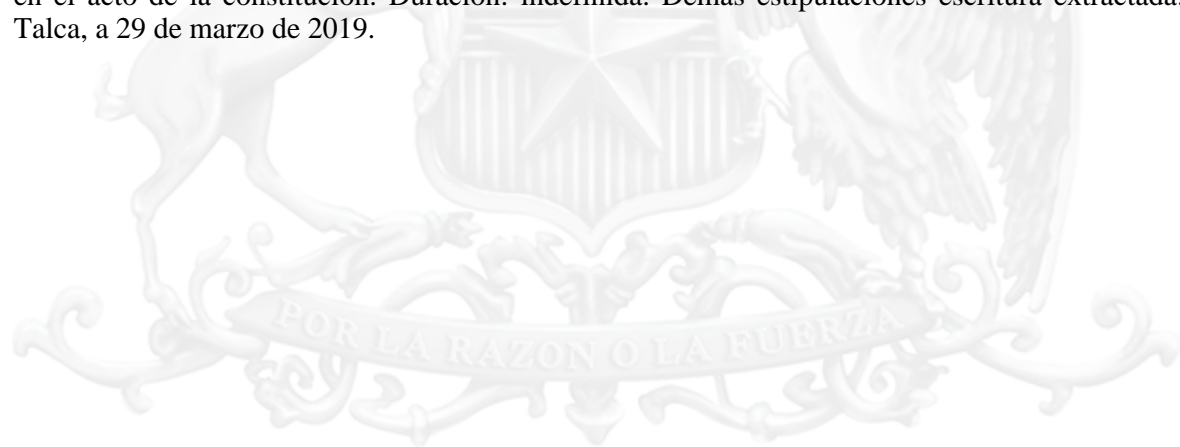 en el acto de la constitución. Duración: Indefinida. Demás estipulaciones escritura extractada.
Talca, a 29 de marzo de 2019.
POR LA RAZON O LA FUERZA